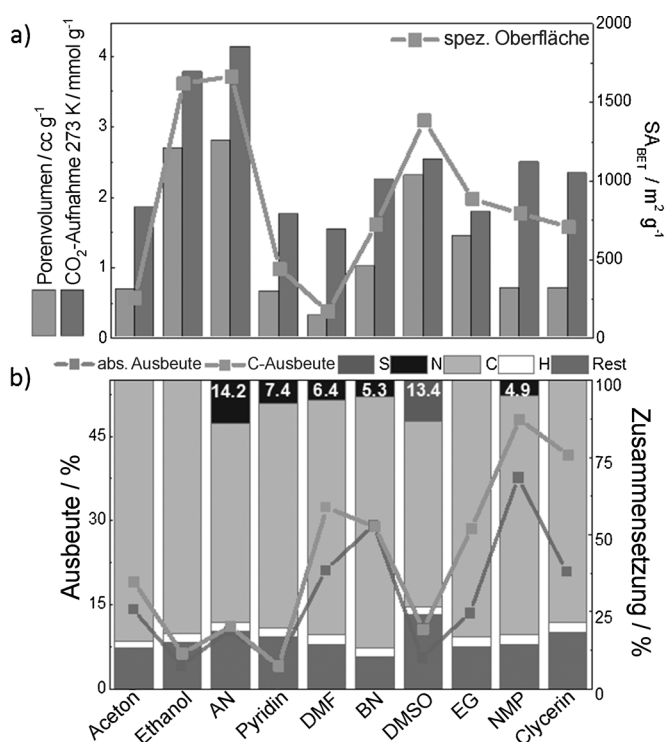 a)
Porenvolumen / cc g⁻¹
CO₂-Aufnahme 273 K / mmol g⁻¹
4
3
2
1
0
spez. Oberfläche
2000
1500
1000
500
0
SA_BET / m² g⁻¹
abs. Ausbeute C-Ausbeute S N C H Rest
b)
Ausbeute / %
45
30
15
0
14.2 7.4 6.4 5.3 13.4 4.9
100
75
50
25
0
Zusammensetzung / %
Aceton
Ethanol
AN
Pyridin
DMF
BN
DMSO
EG
NMP
Clycerin